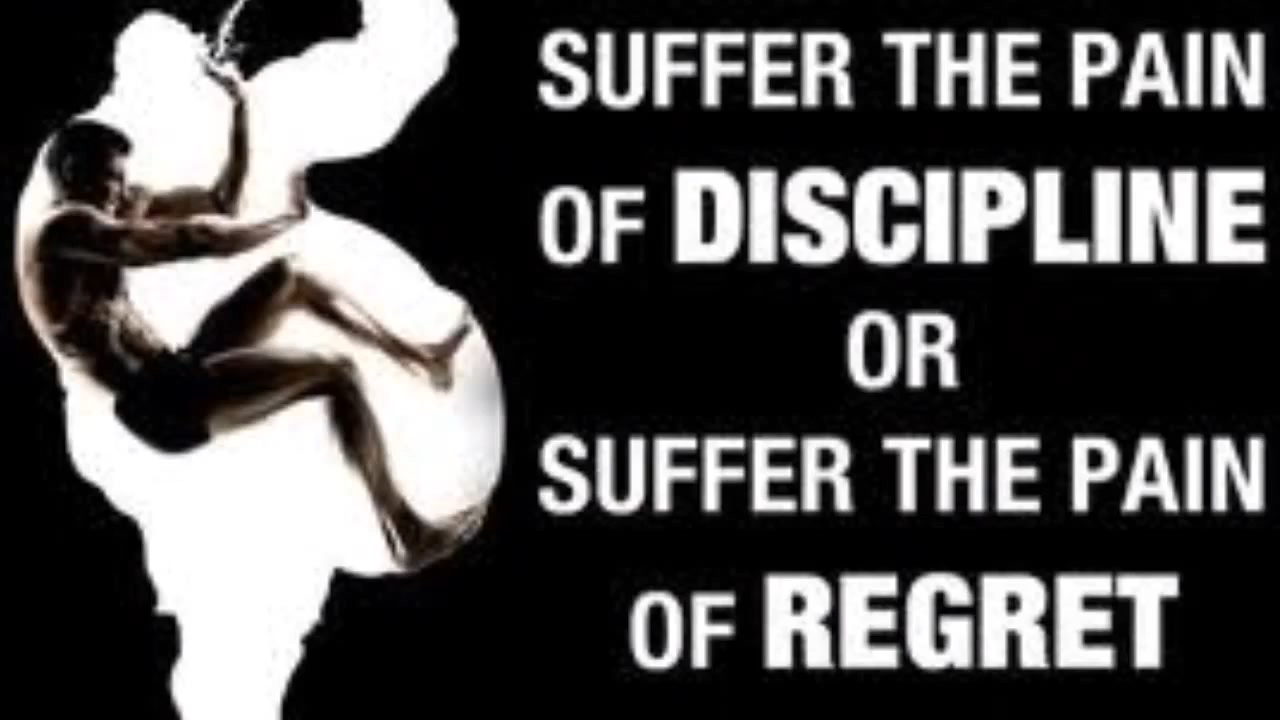 SUFFER THE PAIN
OF DISCIPLINE
OR
SUFFER THE PAIN
OF REGRET